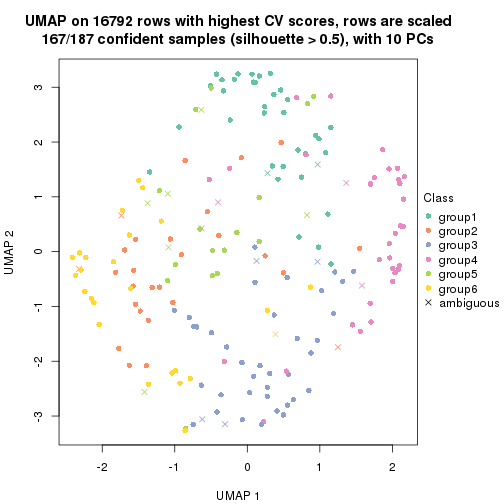 UMAP on 16792 rows with highest CV scores, rows are scaled
167/187 confident samples (silhouette > 0.5), with 10 PCs
3
2
1
0
-1
-2
-3
UMAP 2
-2
-1
0
1
2
UMAP 1
Class
group1
group2
group3
group4
group5
group6
ambiguous